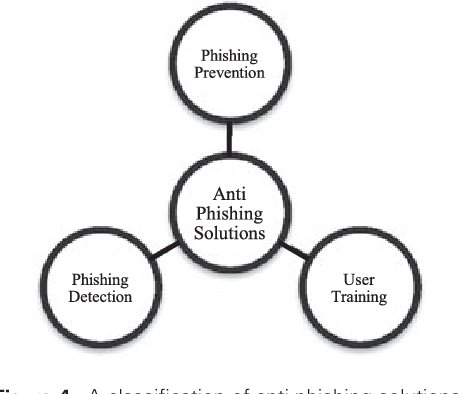 Phishing
Prevention
Anti
Phishing
Solutions
Phishing
Detection
User
Training
A classification of anti phishing solutions